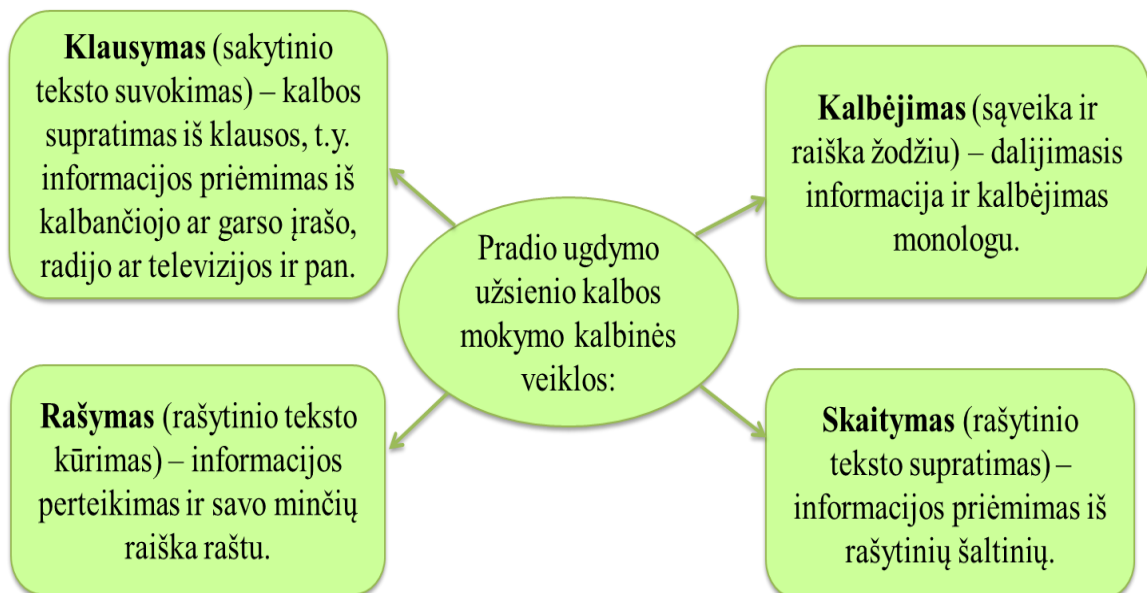 Klausymas (sakytinio
teksto suvokimas) – kalbos
supratimas iš klausos, t.y.
informacijos priėmimas iš
kalbančiojo ar garso įrašo,
radijo ar televizijos ir pan.
Kalbėjimas (sąveika ir
raiška žodžiu) – dalijimasis
informacija ir kalbėjimas
monologu.
Pradio ugdymo
užsienio kalbos
mokymo kalbinės
veiklos:
Rašymas (rašytinio teksto
kūrimas) – informacijos
perteikimas ir savo minčių
raiška raštu.
Skaitymas (rašytinio
teksto supratimas) –
informacijos priėmimas iš
rašytinių šaltinių.